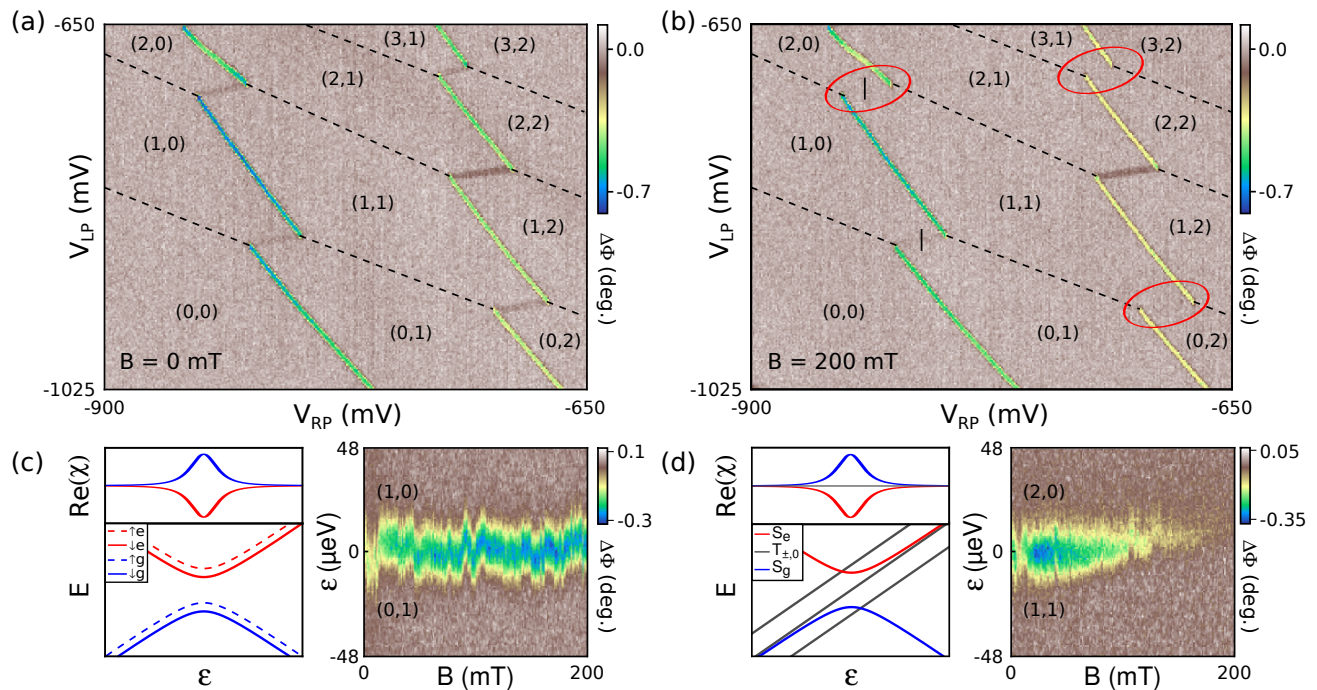 (a)
-650
(2,0)
(3,1)
(3,2)
(2,1)
(1,0)
(2,2)
(1,1)
(1,2)
(0,0)
(0,1)
(0,2)
B = 0 mT
V_LP (mV)
-1025
-900
V_RP (mV)
-650
0.0
-0.7
ΔΦ (deg.)
(b)
-650
(2,0)
(3,1)
(3,2)
(2,1)
(1,0)
(2,2)
(1,1)
(1,2)
(0,0)
(0,1)
(0,2)
B = 200 mT
V_LP (mV)
-1025
-900
V_RP (mV)
-650
0.0
-0.7
ΔΦ (deg.)
(c)
Re(χ)
E
↑e
↓e
↑g
↓g
ε
48
0
-48
ε (μeV)
(1,0)
(0,1)
0
B (mT)
200
0.1
-0.3
ΔΦ (deg.)
(d)
Re(χ)
E
S_e
T_±,0
S_g
ε
48
0
-48
ε (μeV)
(2,0)
(1,1)
0
B (mT)
200
0.05
-0.35
ΔΦ (deg.)